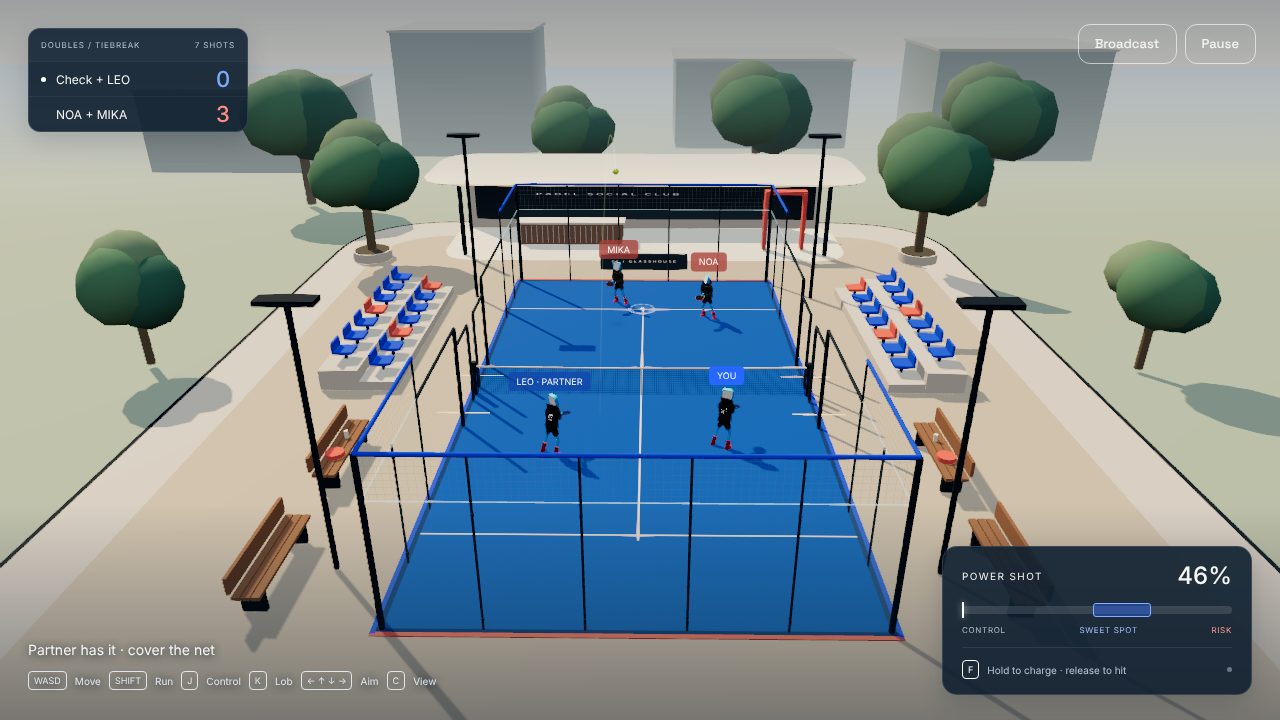 DOUBLES / TIEBREAK 7 SHOTS
Check + LEO 0
NOA + MIKA 3
Broadcast
Pause
PADEL SOCIAL CLUB
MIKA
GLASSHOUSE
NOA
LEO · PARTNER
YOU
POWER SHOT 46%
CONTROL SWEET SPOT RISK
F Hold to charge · release to hit
Partner has it · cover the net
WASD Move SHIFT Run J Control K Lob ←↑↓→ Aim C View